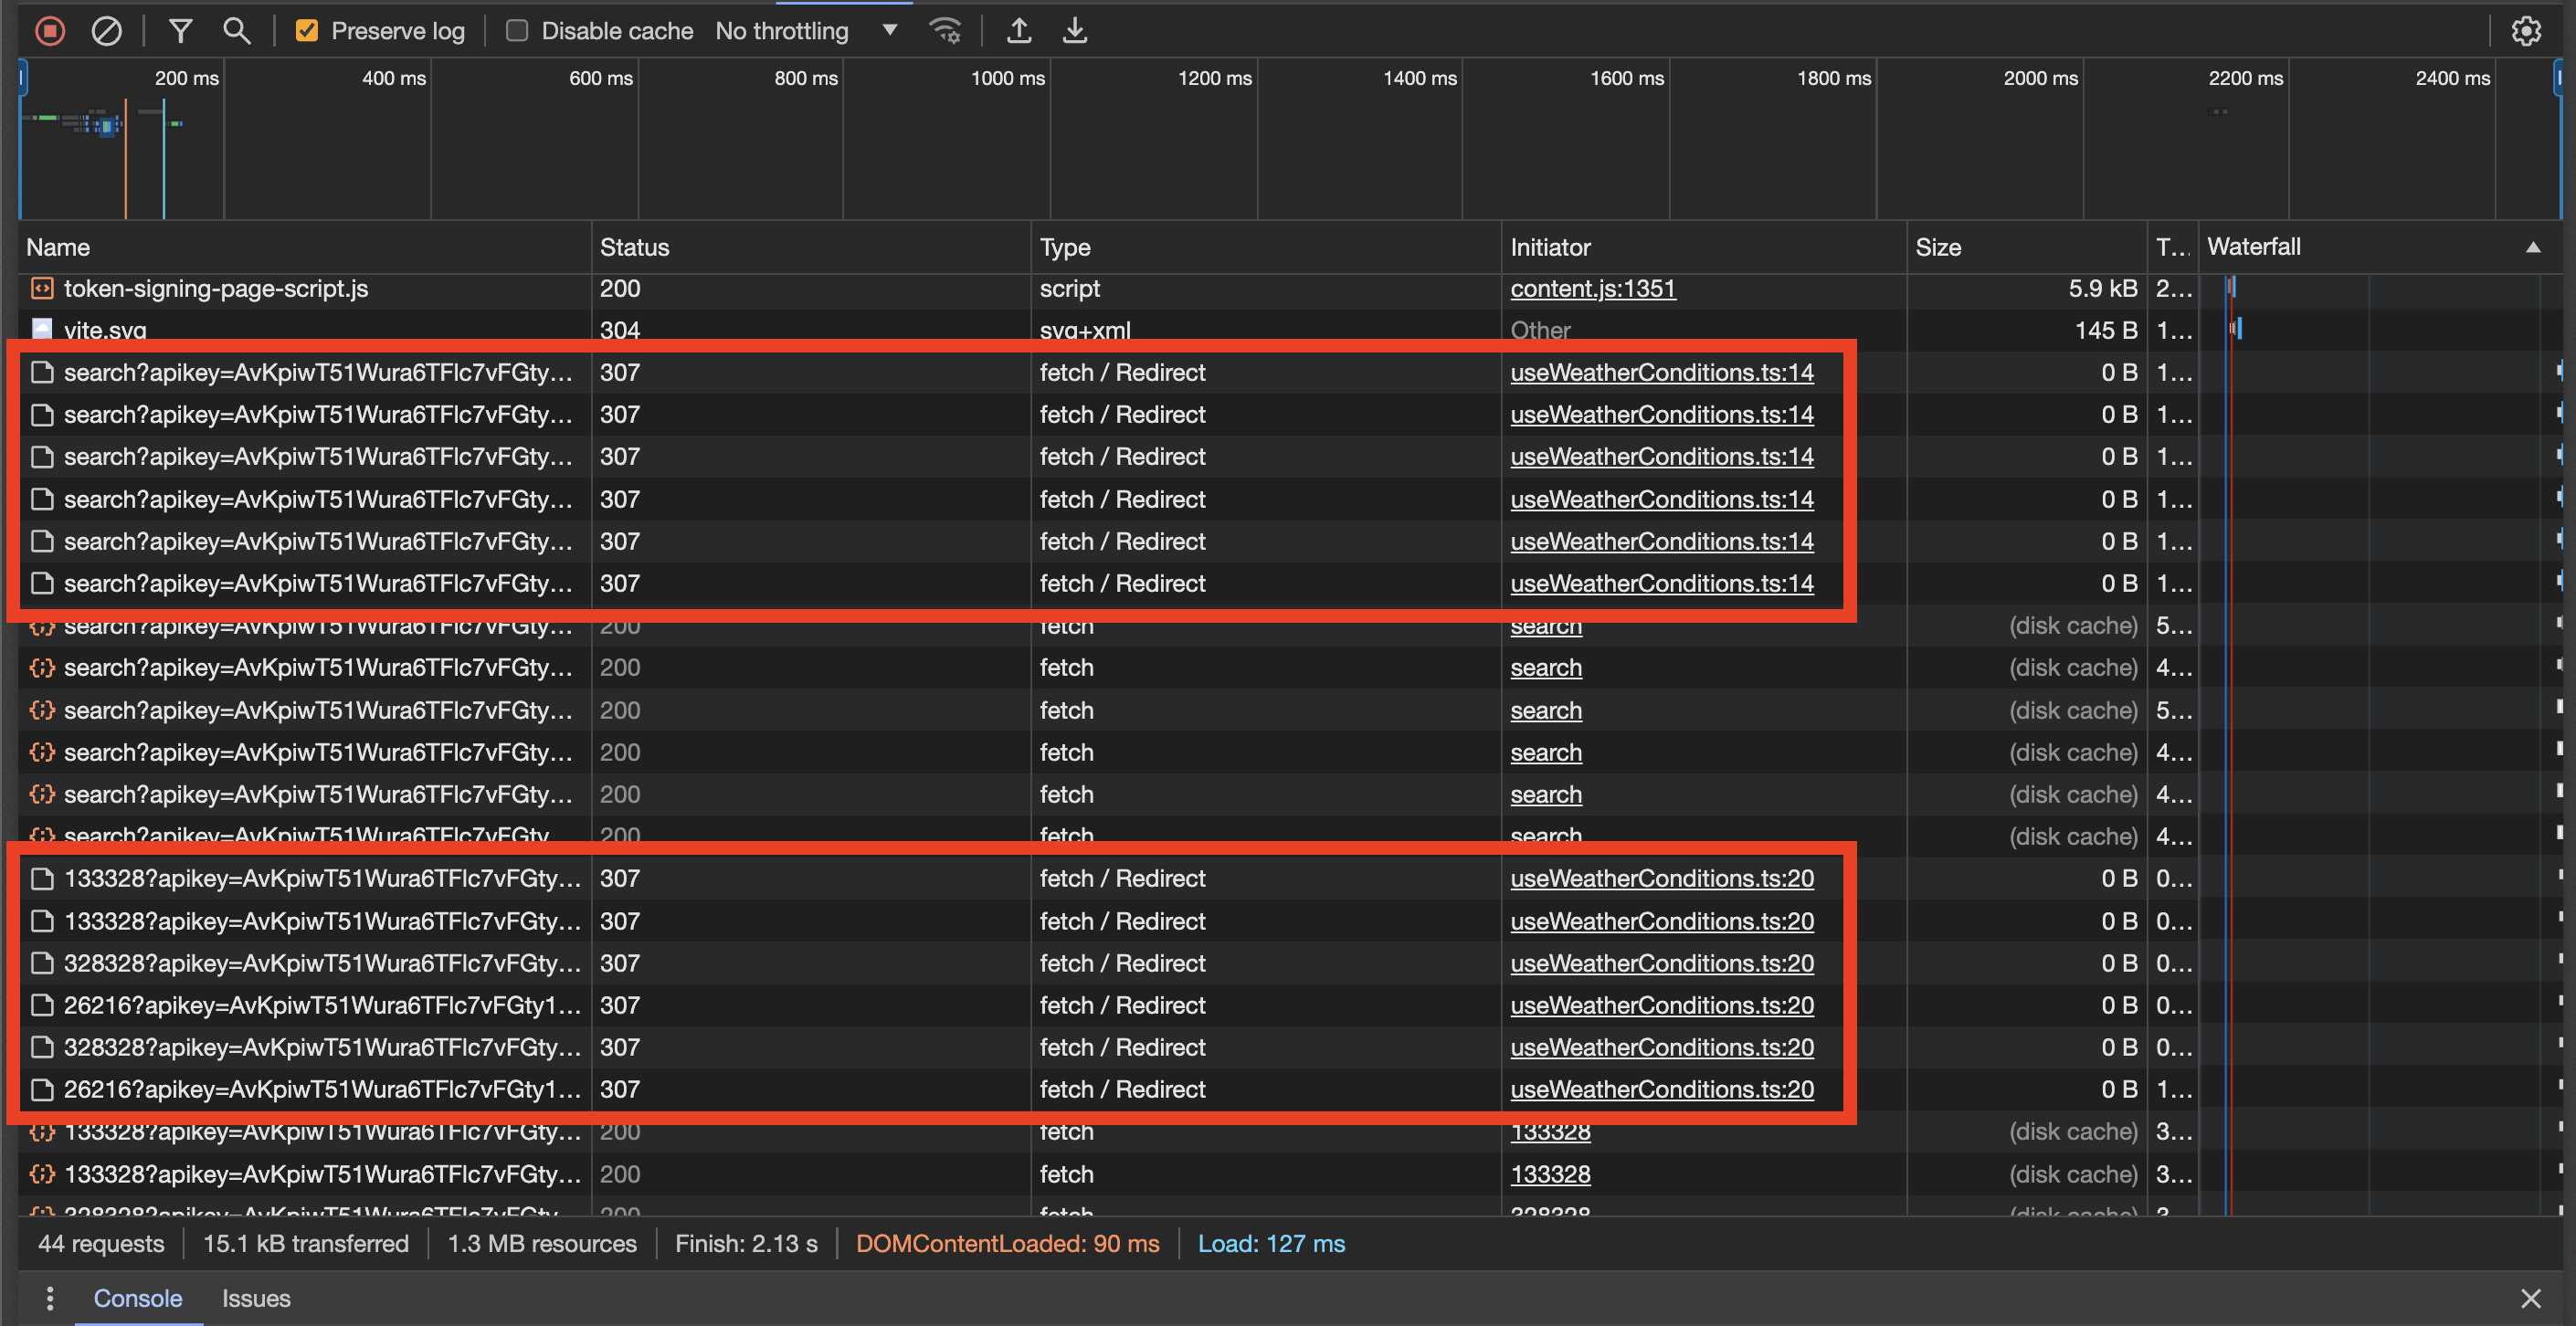 Preserve log Disable cache No throttling
200 ms 400 ms 600 ms 800 ms 1000 ms 1200 ms 1400 ms 1600 ms 1800 ms 2000 ms 2200 ms 2400 ms
Name Status Type Initiator Size T... Waterfall
token-signing-page-script.js 200 script content.js:1351 5.9 kB 2...
vite.svg 304 svg+xml Other 145 B 1...
search?apikey=AvKpiwT51Wura6TFlc7vFGty... 307 fetch / Redirect useWeatherConditions.ts:14 0 B 1...
search?apikey=AvKpiwT51Wura6TFlc7vFGty... 307 fetch / Redirect useWeatherConditions.ts:14 0 B 1...
search?apikey=AvKpiwT51Wura6TFlc7vFGty... 307 fetch / Redirect useWeatherConditions.ts:14 0 B 1...
search?apikey=AvKpiwT51Wura6TFlc7vFGty... 307 fetch / Redirect useWeatherConditions.ts:14 0 B 1...
search?apikey=AvKpiwT51Wura6TFlc7vFGty... 307 fetch / Redirect useWeatherConditions.ts:14 0 B 1...
search?apikey=AvKpiwT51Wura6TFlc7vFGty... 307 fetch / Redirect useWeatherConditions.ts:14 0 B 1...
search?apikey=AvKpiwT51Wura6TFlc7vFGty... 200 fetch search (disk cache) 5...
search?apikey=AvKpiwT51Wura6TFlc7vFGty... 200 fetch search (disk cache) 4...
search?apikey=AvKpiwT51Wura6TFlc7vFGty... 200 fetch search (disk cache) 5...
search?apikey=AvKpiwT51Wura6TFlc7vFGty... 200 fetch search (disk cache) 4...
search?apikey=AvKpiwT51Wura6TFlc7vFGty... 200 fetch search (disk cache) 4...
search?apikey=AvKpiwT51Wura6TFlc7vFGty 200 fetch search (disk cache) 4...
133328?apikey=AvKpiwT51Wura6TFlc7vFGty... 307 fetch / Redirect useWeatherConditions.ts:20 0 B 0...
133328?apikey=AvKpiwT51Wura6TFlc7vFGty... 307 fetch / Redirect useWeatherConditions.ts:20 0 B 0...
328328?apikey=AvKpiwT51Wura6TFlc7vFGty... 307 fetch / Redirect useWeatherConditions.ts:20 0 B 0...
26216?apikey=AvKpiwT51Wura6TFlc7vFGty1... 307 fetch / Redirect useWeatherConditions.ts:20 0 B 0...
328328?apikey=AvKpiwT51Wura6TFlc7vFGty... 307 fetch / Redirect useWeatherConditions.ts:20 0 B 0...
26216?apikey=AvKpiwT51Wura6TFlc7vFGty1... 307 fetch / Redirect useWeatherConditions.ts:20 0 B 1...
133328?apikey=AvKpiwT51Wura6TFlc7vFGty... 200 fetch 133328 (disk cache) 3...
133328?apikey=AvKpiwT51Wura6TFlc7vFGty... 200 fetch 133328 (disk cache) 3...
328328?apikey=AvKpiwT51Wura6TFlc7vFGty 200 fetch 328328 (disk cache) 3
44 requests 15.1 kB transferred 1.3 MB resources Finish: 2.13 s DOMContentLoaded: 90 ms Load: 127 ms
Console Issues